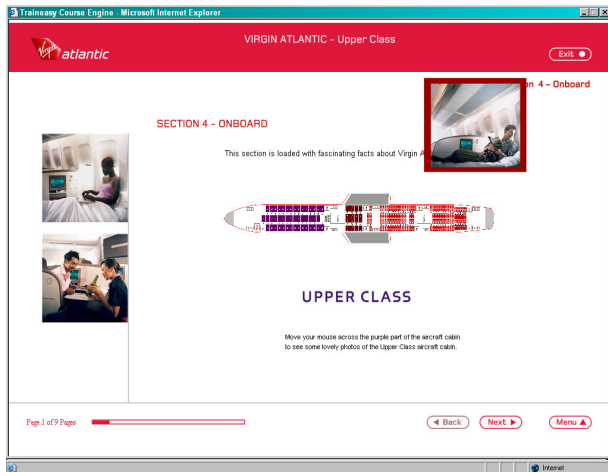 Traineasy Course Engine - Microsoft Internet Explorer
VIRGIN ATLANTIC - Upper Class
Virgin atlantic
Exit
on 4 - Onboard
SECTION 4 - ONBOARD
This section is loaded with fascinating facts about Virgin A
UPPER CLASS
Move your mouse across the purple part of the aircraft cabin
to see some lovely photos of the Upper Class aircraft cabin.
Page 1 of 9 Pages
Back
Next
Menu
Internet